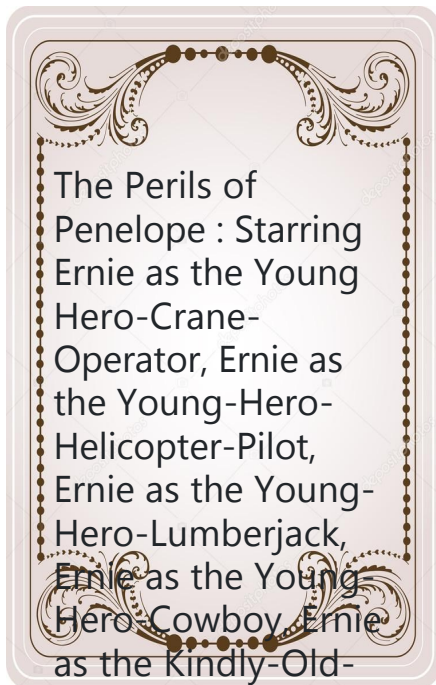 The Perils of
Penelope : Starring
Ernie as the Young
Hero-Crane-
Operator, Ernie as
the Young-Hero-
Helicopter-Pilot,
Ernie as the Young-
Hero-Lumberjack,
Ernie as the Young-
Hero-Cowboy, Ernie
as the Kindly-Old-